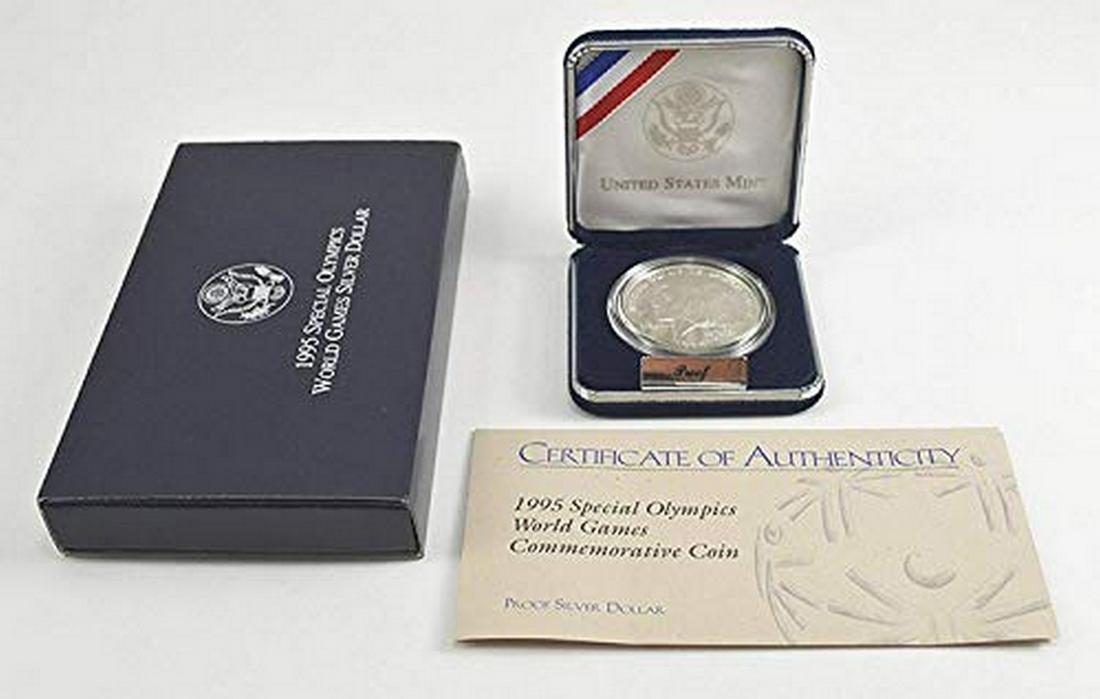 1995 SPECIAL OLYMPICS
WORLD GAMES SILVER DOLLAR
UNITED STATES MINT
Proof
CERTIFICATE OF AUTHENTICITY
1995 Special Olympics
World Games
Commemorative Coin
PROOF SILVER DOLLAR